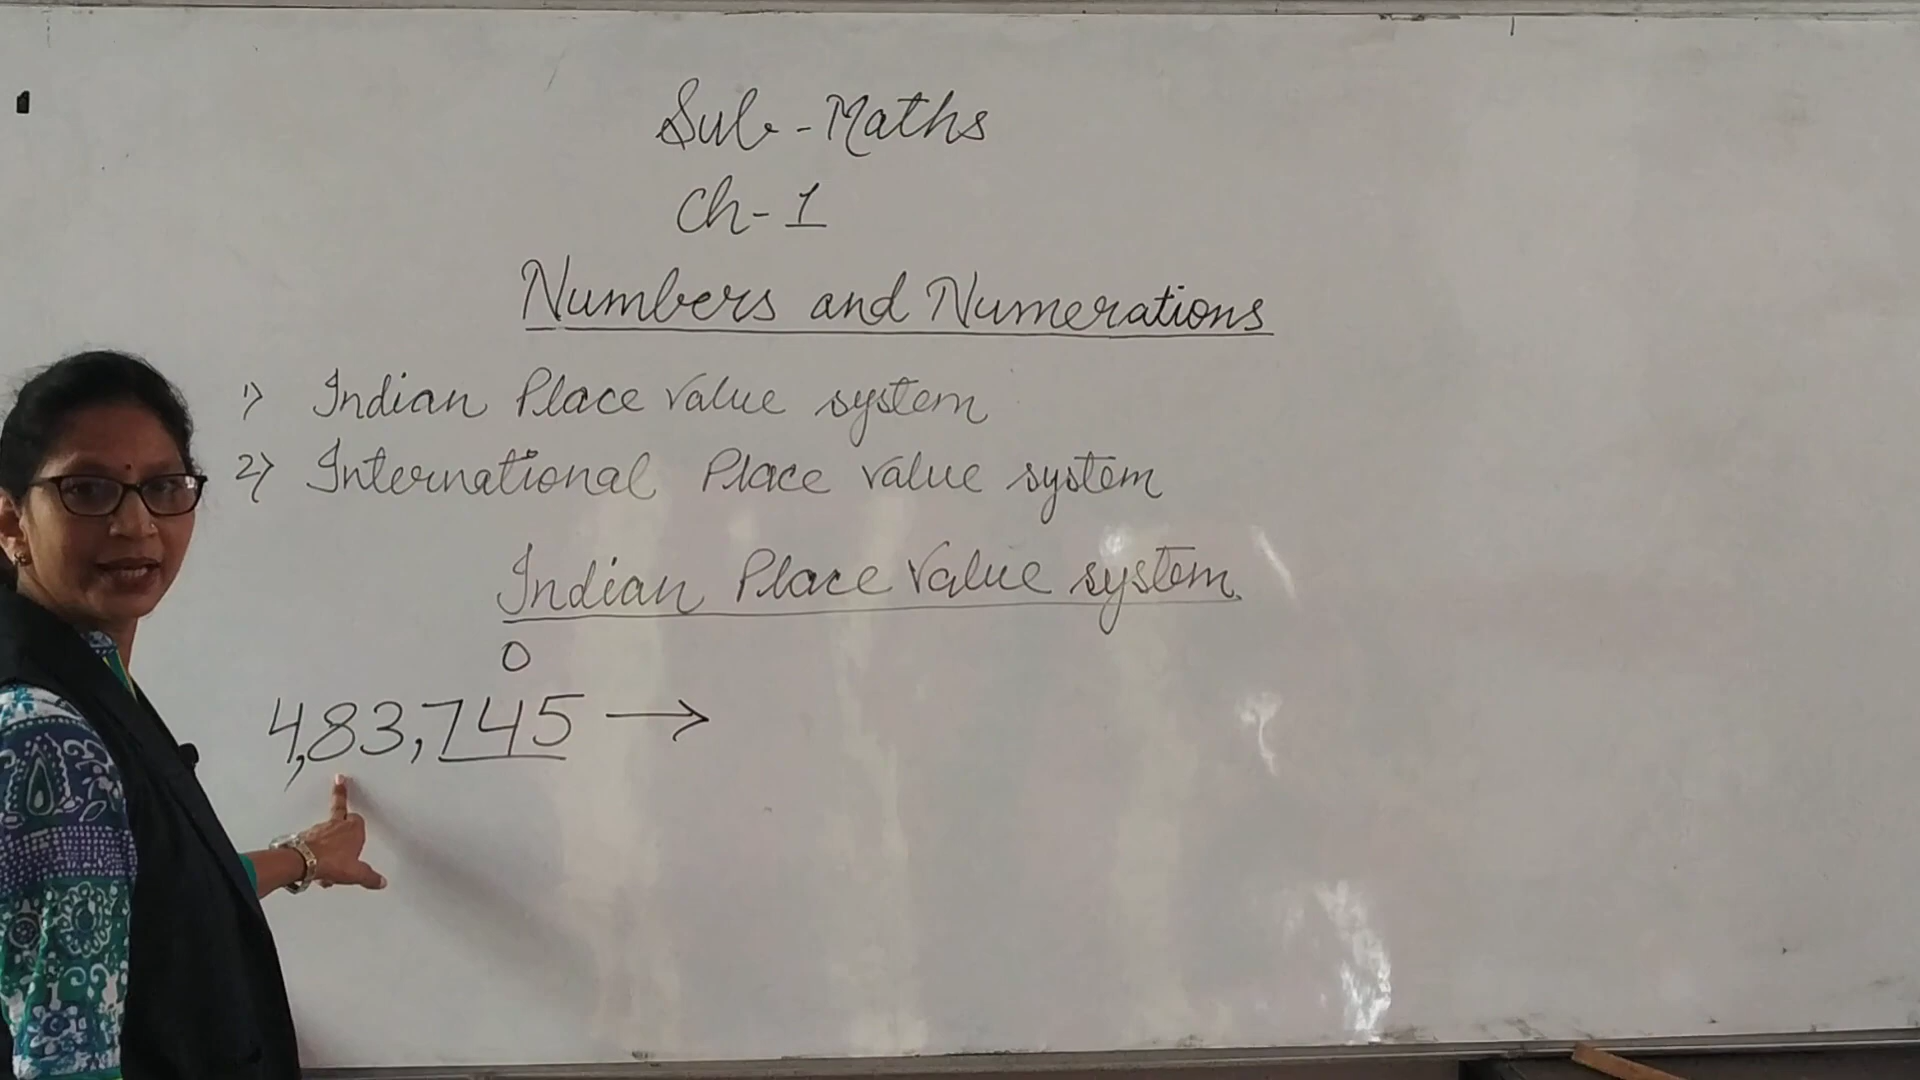 Sub - Maths
Ch - 1
Numbers and Numerations
1) Indian Place value system
2) International Place value system
Indian Place Value system
0
4,83,745 →